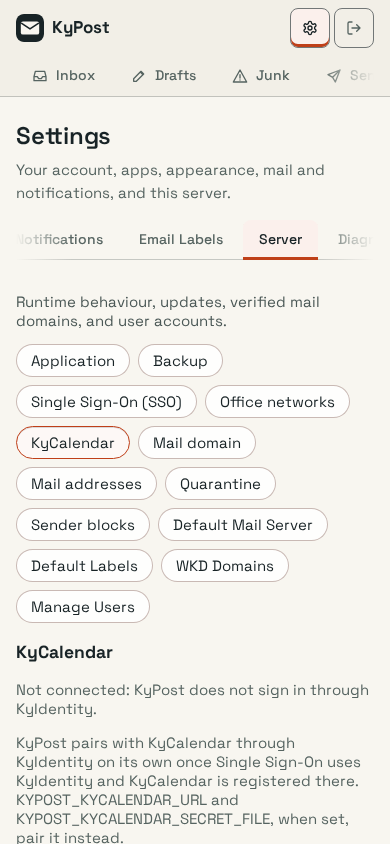 KyPost
Inbox Drafts Junk
Settings
Your account, apps, appearance, mail and
notifications, and this server.
Notifications Email Labels Server
Runtime behaviour, updates, verified mail
domains, and user accounts.
Application Backup
Single Sign-On (SSO) Office networks
KyCalendar Mail domain
Mail addresses Quarantine
Sender blocks Default Mail Server
Default Labels WKD Domains
Manage Users
KyCalendar
Not connected: KyPost does not sign in through
KyIdentity.
KyPost pairs with KyCalendar through
KyIdentity on its own once Single Sign-On uses
KyIdentity and KyCalendar is registered there.
KYPOST_KYCALENDAR_URL and
KYPOST_KYCALENDAR_SECRET_FILE, when set,
pair it instead.